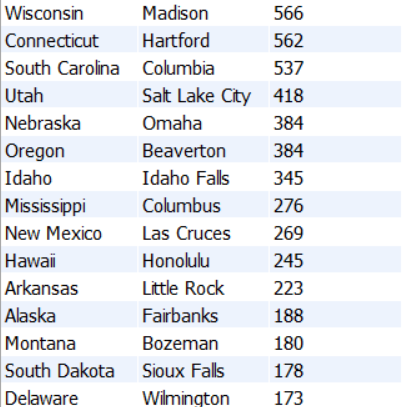 Wisconsin Madison 566
Connecticut Hartford 562
South Carolina Columbia 537
Utah Salt Lake City 418
Nebraska Omaha 384
Oregon Beaverton 384
Idaho Idaho Falls 345
Mississippi Columbus 276
New Mexico Las Cruces 269
Hawaii Honolulu 245
Arkansas Little Rock 223
Alaska Fairbanks 188
Montana Bozeman 180
South Dakota Sioux Falls 178
Delaware Wilmington 173